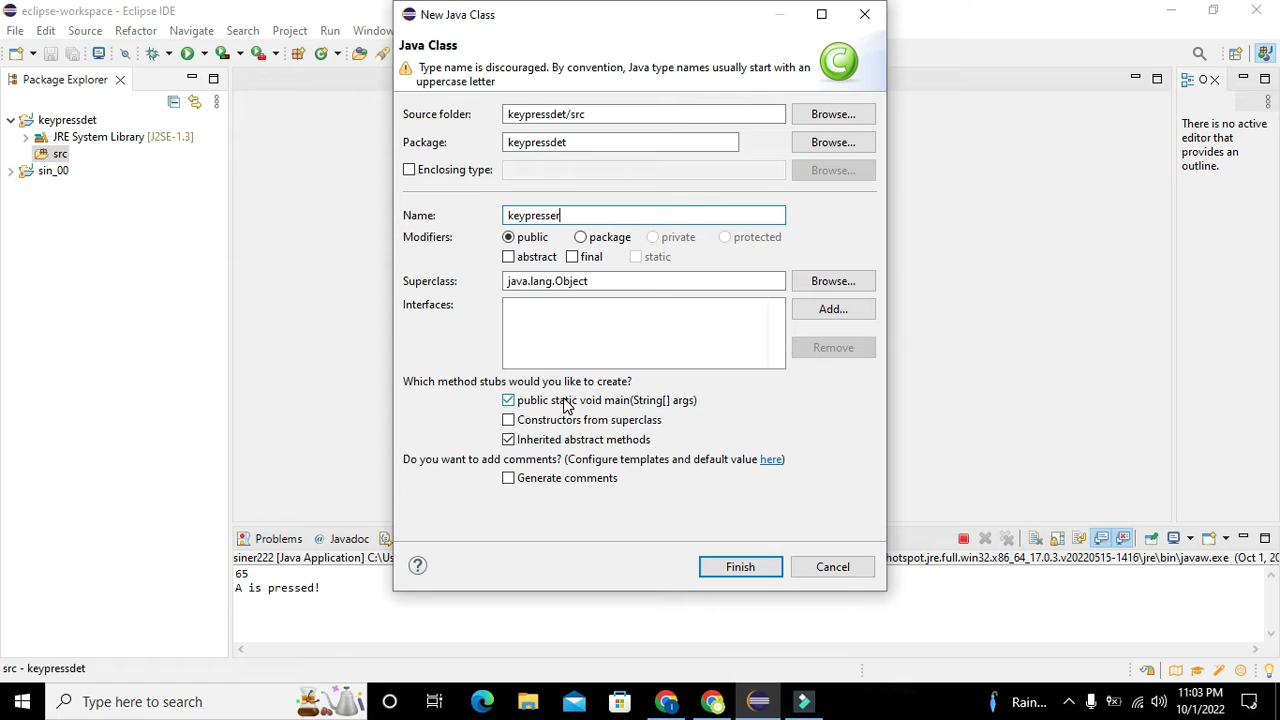 eclipse-workspace - Eclipse IDE
File Edit Source Refactor Navigate Search Project Run Window
Package Explorer
keypressdet
JRE System Library [J2SE-1.3]
src
sin_00
New Java Class
Java Class
Type name is discouraged. By convention, Java type names usually start with an
uppercase letter
Source folder: keypressdet/src Browse...
Package: keypressdet Browse...
Enclosing type: Browse...
Name: keypresser
Modifiers: public package private protected
abstract final static
Superclass: java.lang.Object Browse...
Interfaces: Add...
Remove
Which method stubs would you like to create?
public static void main(String[] args)
Constructors from superclass
Inherited abstract methods
Do you want to add comments? (Configure templates and default value here)
Generate comments
Finish Cancel
There is no active
editor that
provides an
outline.
Problems Javadoc
siner222 [Java Application] C:\Us hotspot.jre.full.win32.x86_64_17.0.3.v20220515-1416\jre\bin\javaw.exe (Oct 1, 202
65
A is pressed!
src - keypressdet
Type here to search
Rain...
11:03 PM
10/1/2022